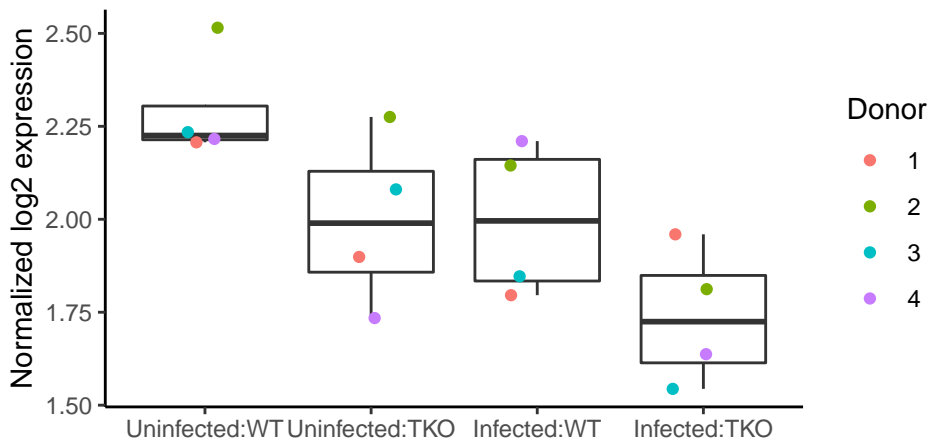 Normalized log2 expression
2.50
2.25
2.00
1.75
1.50
Uninfected:WT
Uninfected:TKO
Infected:WT
Infected:TKO
Donor
1
2
3
4